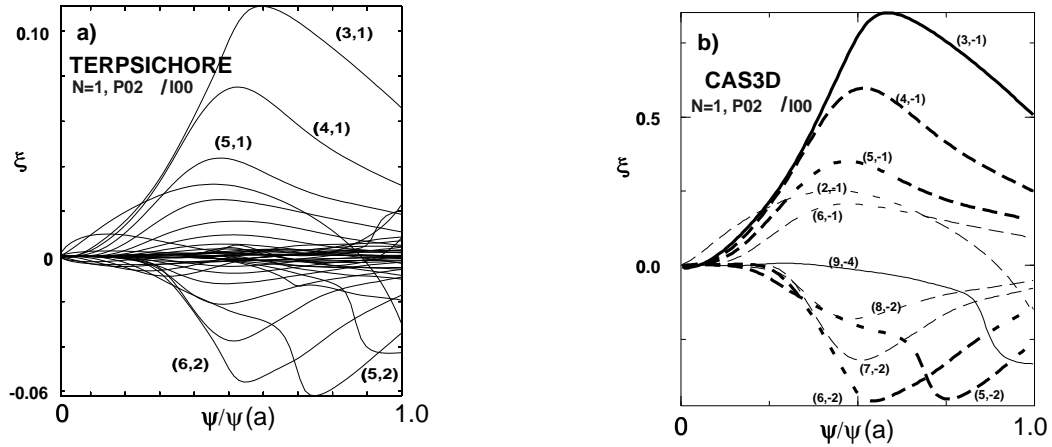 0.10
a)
TERPSICHORE
N=1, P02 /I00
(3,1)
(4,1)
(5,1)
ξ
0
(6,2)
(5,2)
-0.06
0
ψ/ψ(a)
1.0
b)
CAS3D
N=1, P02 /I00
(3,-1)
(4,-1)
0.5
(5,-1)
ξ
(2,-1)
(6,-1)
(9,-4)
0.0
(8,-2)
(7,-2)
(6,-2)
(5,-2)
0.0
ψ/ψ(a)
1.0